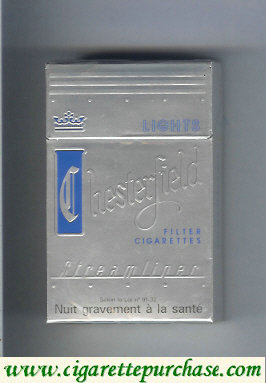 LIGHTS
Chesterfield
FILTER
CIGARETTES
Streamliner
Selon la Loi n° 91-32
Nuit gravement à la santé
www.cigarettepurchase.com